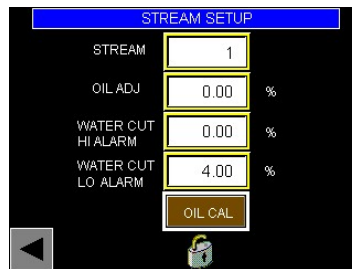 STREAM SETUP
STREAM 1
OIL ADJ 0.00 %
WATER CUT
HI ALARM 0.00 %
WATER CUT
LO ALARM 4.00 %
OIL CAL